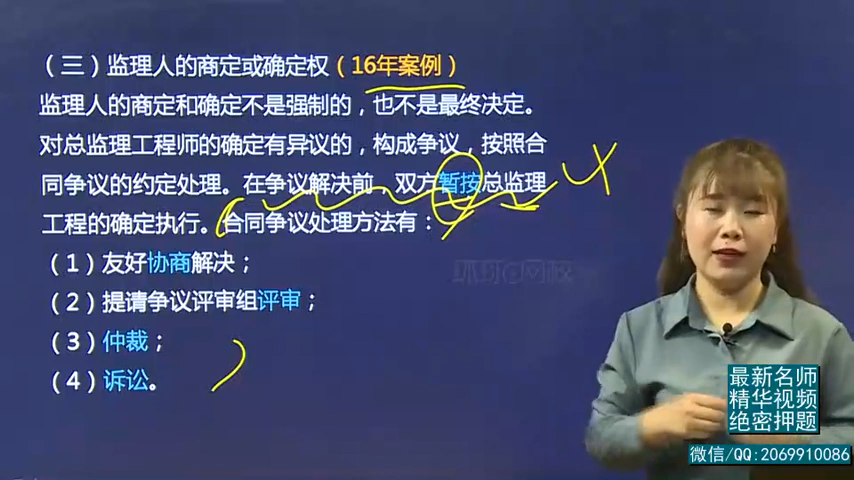 （三）监理人的商定或确定权（16年案例）
监理人的商定和确定不是强制的，也不是最终决定。
对总监理工程师的确定有异议的，构成争议，按照合
同争议的约定处理。在争议解决前，双方暂按总监理
工程师的确定执行。合同争议处理方法有：
（1）友好协商解决；
（2）提请争议评审组评审；
（3）仲裁；
（4）诉讼。
最新名师
精华视频
绝密押题
微信/QQ:2069910086